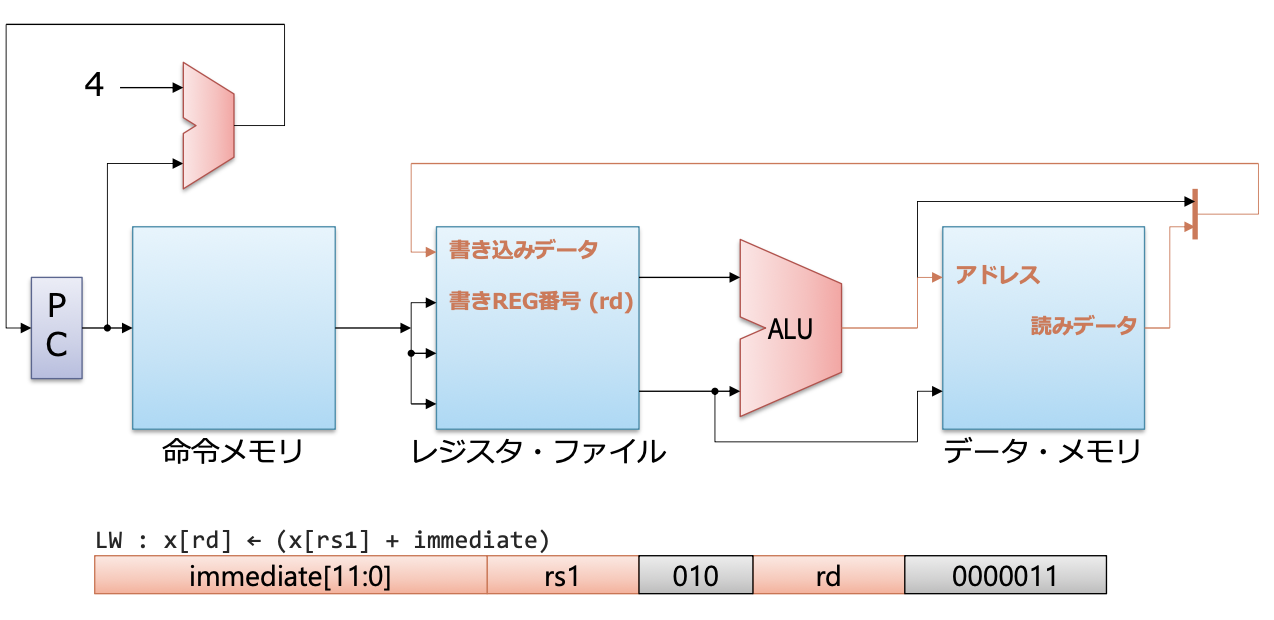 4
P
C
書き込みデータ
書きREG番号 (rd)
ALU
アドレス
読みデータ
命令メモリ
レジスタ・ファイル
データ・メモリ
LW : x[rd] ← (x[rs1] + immediate)
immediate[11:0] rs1 010 rd 0000011